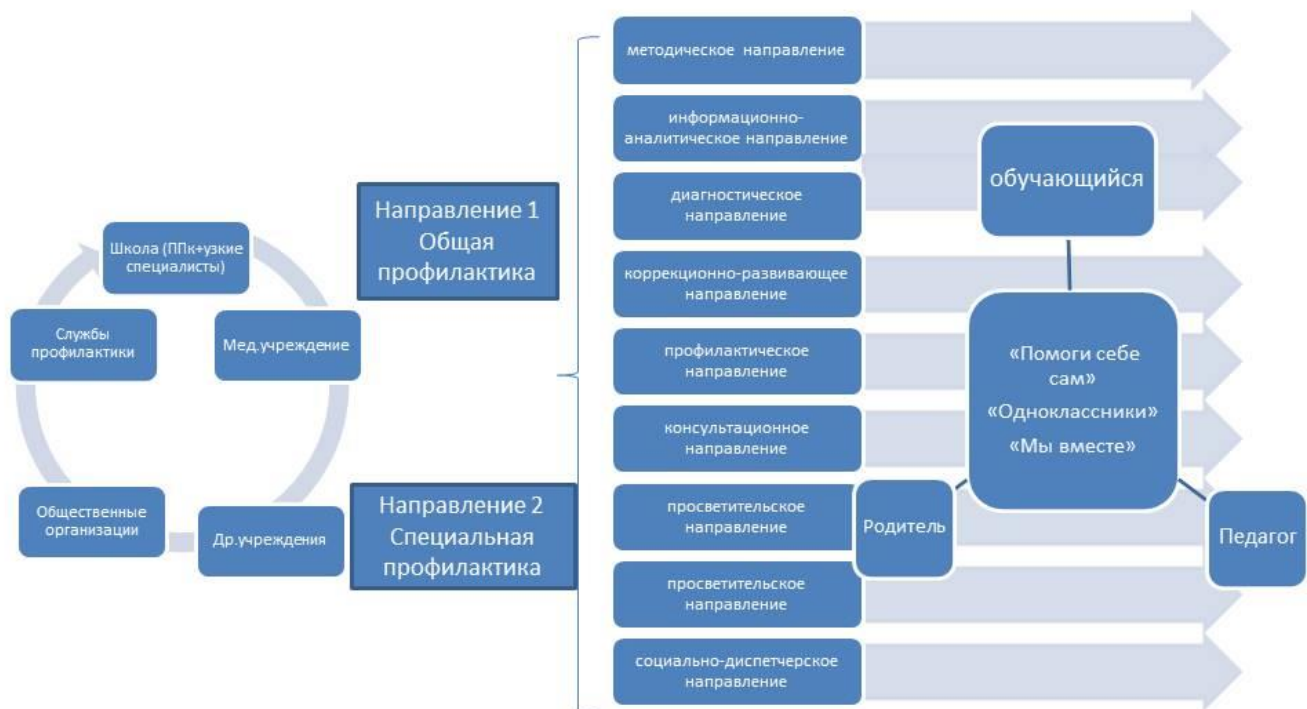 Школа (ППк+узкие
специалисты)
Мед.учреждение
Др.учреждения
Общественные
организации
Службы
профилактики
Направление 1
Общая
профилактика
Направление 2
Специальная
профилактика
методическое направление
информационно-
аналитическое направление
диагностическое
направление
коррекционно-развивающее
направление
профилактическое
направление
консультационное
направление
просветительское
направление
просветительское
направление
социально-диспетчерское
направление
обучающийся
«Помоги себе
сам»
«Одноклассники»
«Мы вместе»
Родитель
Педагог